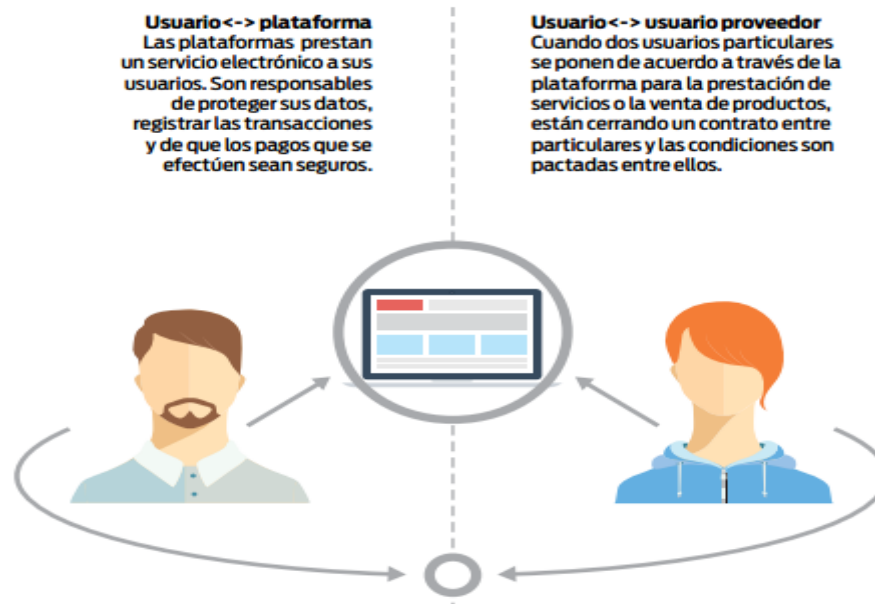 Usuario<-> plataforma
Las plataformas prestan
un servicio electrónico a sus
usuarios. Son responsables
de proteger sus datos,
registrar las transacciones
y de que los pagos que se
efectúen sean seguros.
Usuario<-> usuario proveedor
Cuando dos usuarios particulares
se ponen de acuerdo a través de la
plataforma para la prestación de
servicios o la venta de productos,
están cerrando un contrato entre
particulares y las condiciones son
pactadas entre ellos.